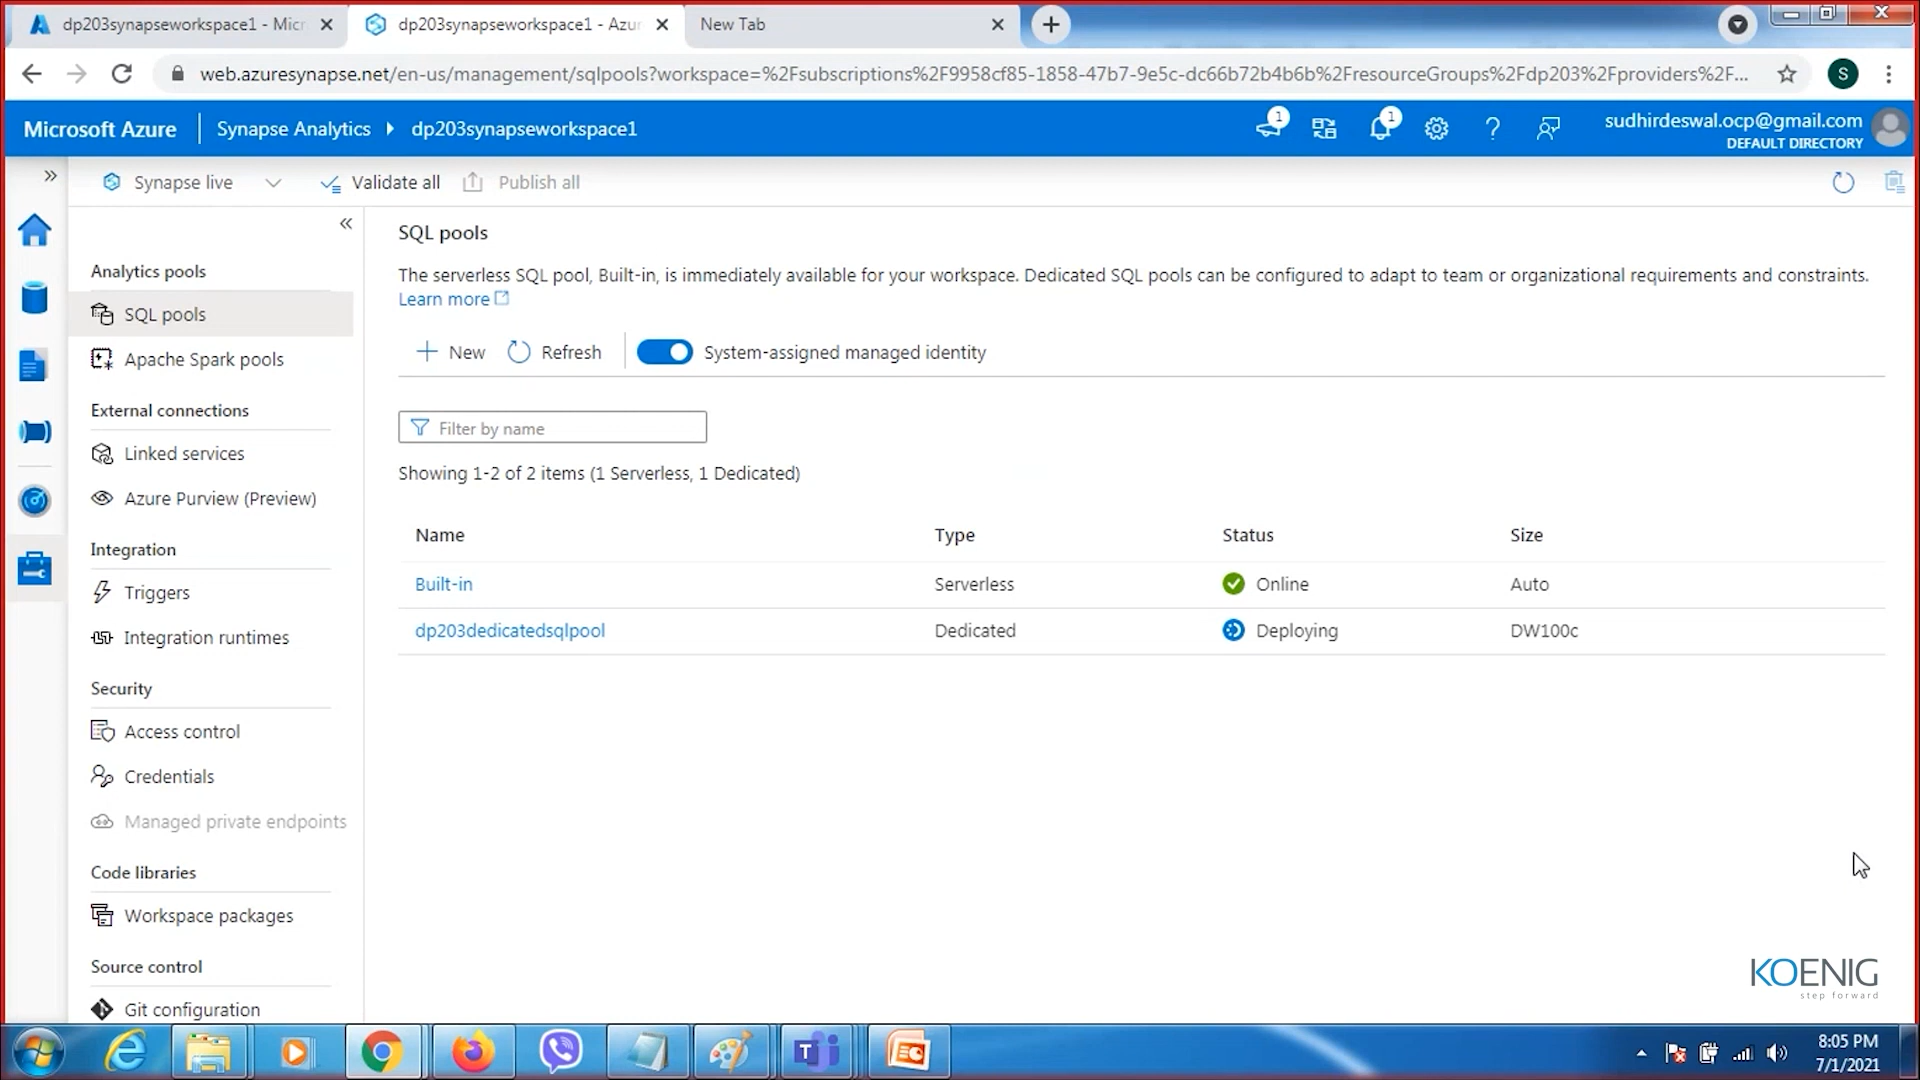 dp203synapseworkspace1 - Micr
dp203synapseworkspace1 - Azu
New Tab
web.azuresynapse.net/en-us/management/sqlpools?workspace=%2Fsubscriptions%2F9958cf85-1858-47b7-9e5c-dc66b72b4b6b%2FresourceGroups%2Fdp203%2Fproviders%2F...
S
Microsoft Azure
Synapse Analytics
dp203synapseworkspace1
1
1
sudhirdeswal.ocp@gmail.com
DEFAULT DIRECTORY
Synapse live
Validate all
Publish all
Analytics pools
SQL pools
Apache Spark pools
External connections
Linked services
Azure Purview (Preview)
Integration
Triggers
Integration runtimes
Security
Access control
Credentials
Managed private endpoints
Code libraries
Workspace packages
Source control
Git configuration
SQL pools
The serverless SQL pool, Built-in, is immediately available for your workspace. Dedicated SQL pools can be configured to adapt to team or organizational requirements and constraints.
Learn more
New Refresh System-assigned managed identity
Filter by name
Showing 1-2 of 2 items (1 Serverless, 1 Dedicated)
Name Type Status Size
Built-in Serverless Online Auto
dp203dedicatedsqlpool Dedicated Deploying DW100c
KOENIG
step forward
8:05 PM
7/1/2021